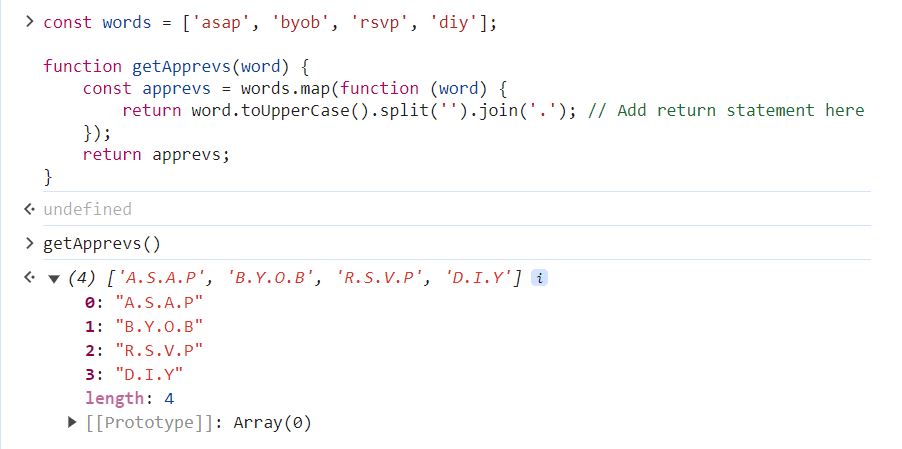 const words = ['asap', 'byob', 'rsvp', 'diy'];
function getApprevs(word) {
const apprevs = words.map(function (word) {
return word.toUpperCase().split('').join('.'); // Add return statement here
});
return apprevs;
}
undefined
getApprevs()
(4) ['A.S.A.P', 'B.Y.O.B', 'R.S.V.P', 'D.I.Y'] i
0: "A.S.A.P"
1: "B.Y.O.B"
2: "R.S.V.P"
3: "D.I.Y"
length: 4
[[Prototype]]: Array(0)